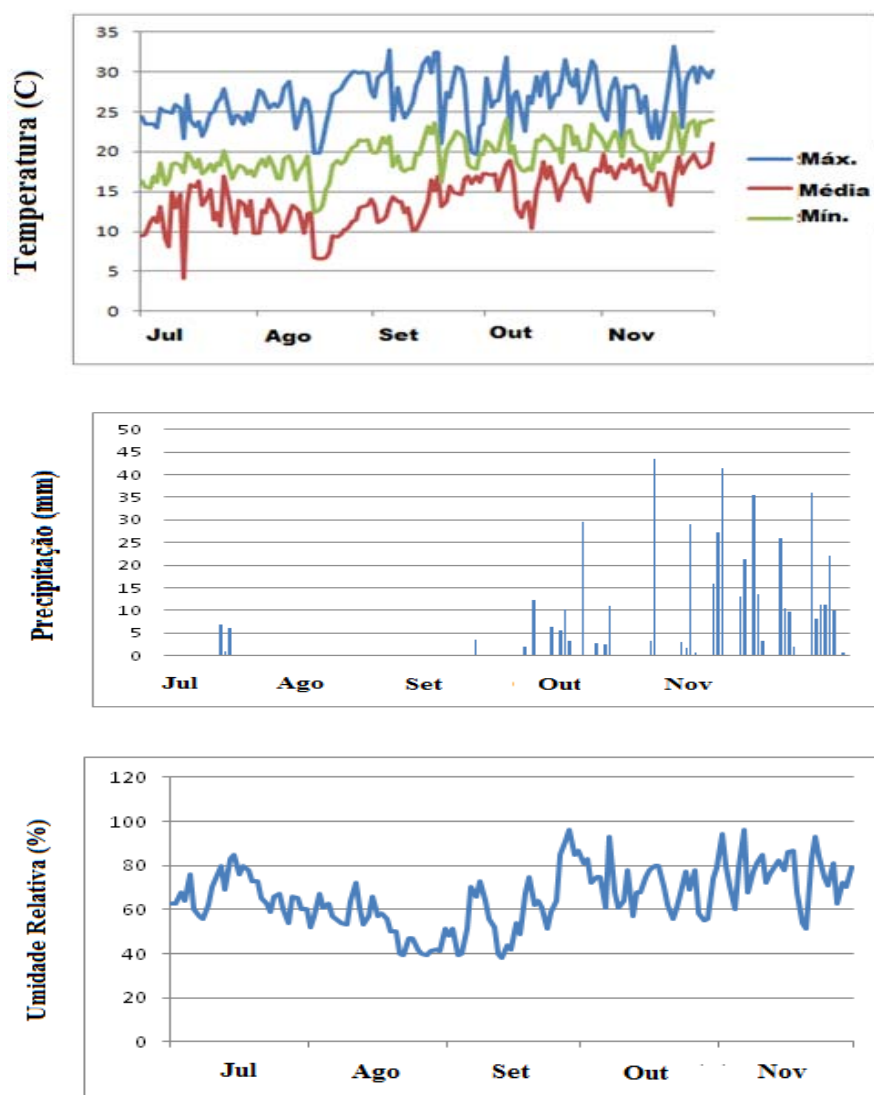 Temperatura (C)
35
30
25
20
15
10
5
0
Jul Ago Set Out Nov
Máx.
Média
Mín.
Precipitação (mm)
50
45
40
35
30
25
20
15
10
5
0
Jul Ago Set Out Nov
Umidade Relativa (%)
120
100
80
60
40
20
0
Jul Ago Set Out Nov